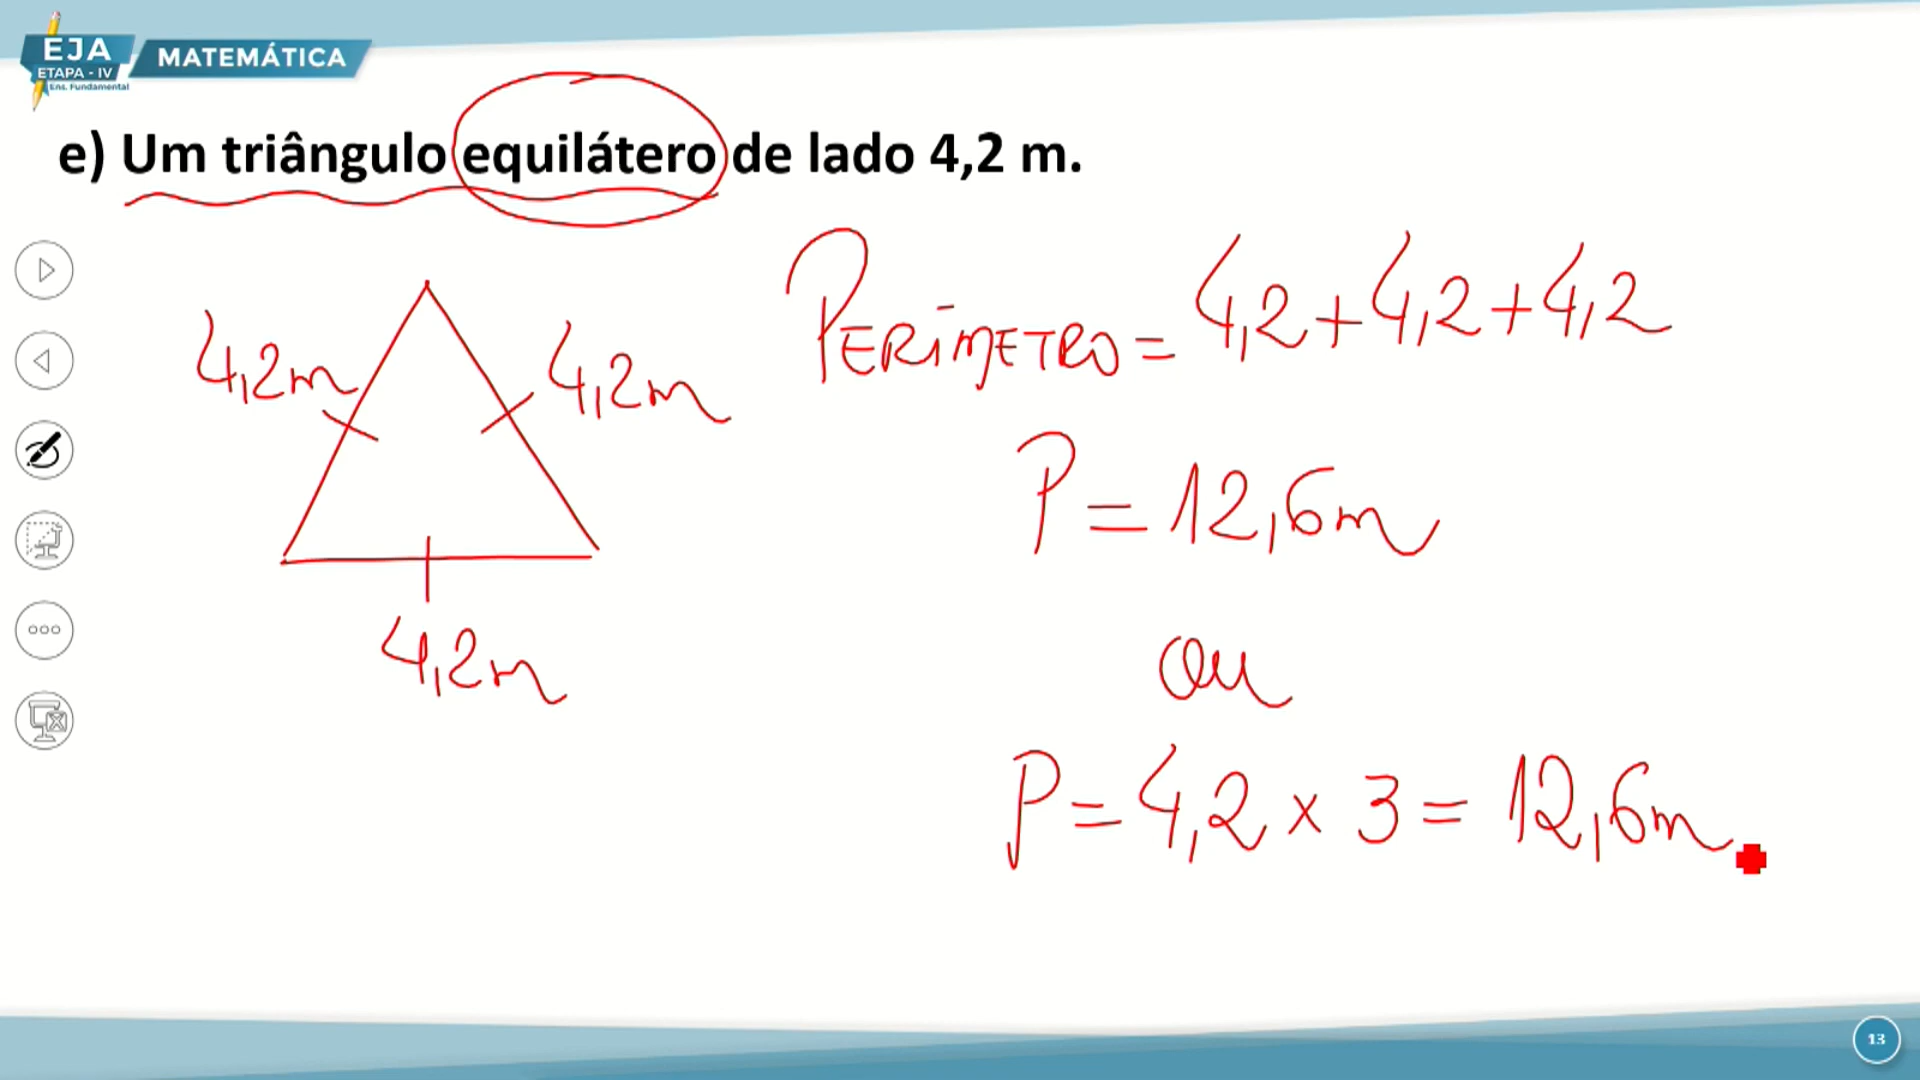 EJA
ETAPA - IV
Ens. Fundamental
MATEMÁTICA
e) Um triângulo equilátero de lado 4,2 m.
4,2m
4,2m
4,2m
PERÍMETRO = 4,2 + 4,2 + 4,2
P = 12,6m
ou
P = 4,2 x 3 = 12,6m
13